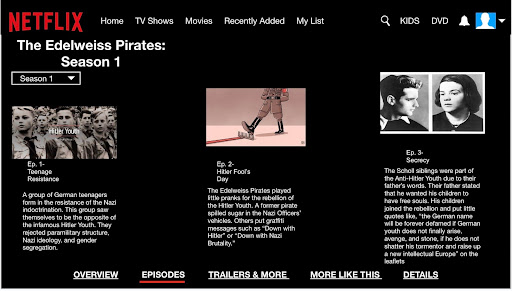 NETFLIX
Home TV Shows Movies Recently Added My List KIDS DVD
The Edelweiss Pirates:
Season 1
Season 1
Hitler Youth
Ep. 1-
Teenage
Resistance
A group of German teenagers
form in the resistance of the Nazi
indoctrination. This group saw
themselves to be the opposite of
the infamous Hitler Youth. They
rejected paramilitary structure,
Nazi ideology, and gender
segregation.
Ep. 2-
Hitler Fool's
Day
The Edelweiss Pirates played
little pranks for the rebellion of
the Hitler Youth. A former pirate
spilled sugar in the Nazi Officers'
vehicles. Others put graffiti
messages such as "Down with
Hitler" or "Down with Nazi
Brutality."
Ep. 3-
Secrecy
The Scholl siblings were part of
the Anti-Hitler Youth due to their
father's words. Their father stated
that he wanted his children to
have free souls. His children
joined the rebellion and put little
quotes like, "the German name
will be forever defamed if German
youth does not finally arise,
avenge, and stone, if he does not
shatter his tormentor and raise up
a new intellectual Europe" on the
leaflets
OVERVIEW EPISODES TRAILERS & MORE MORE LIKE THIS DETAILS